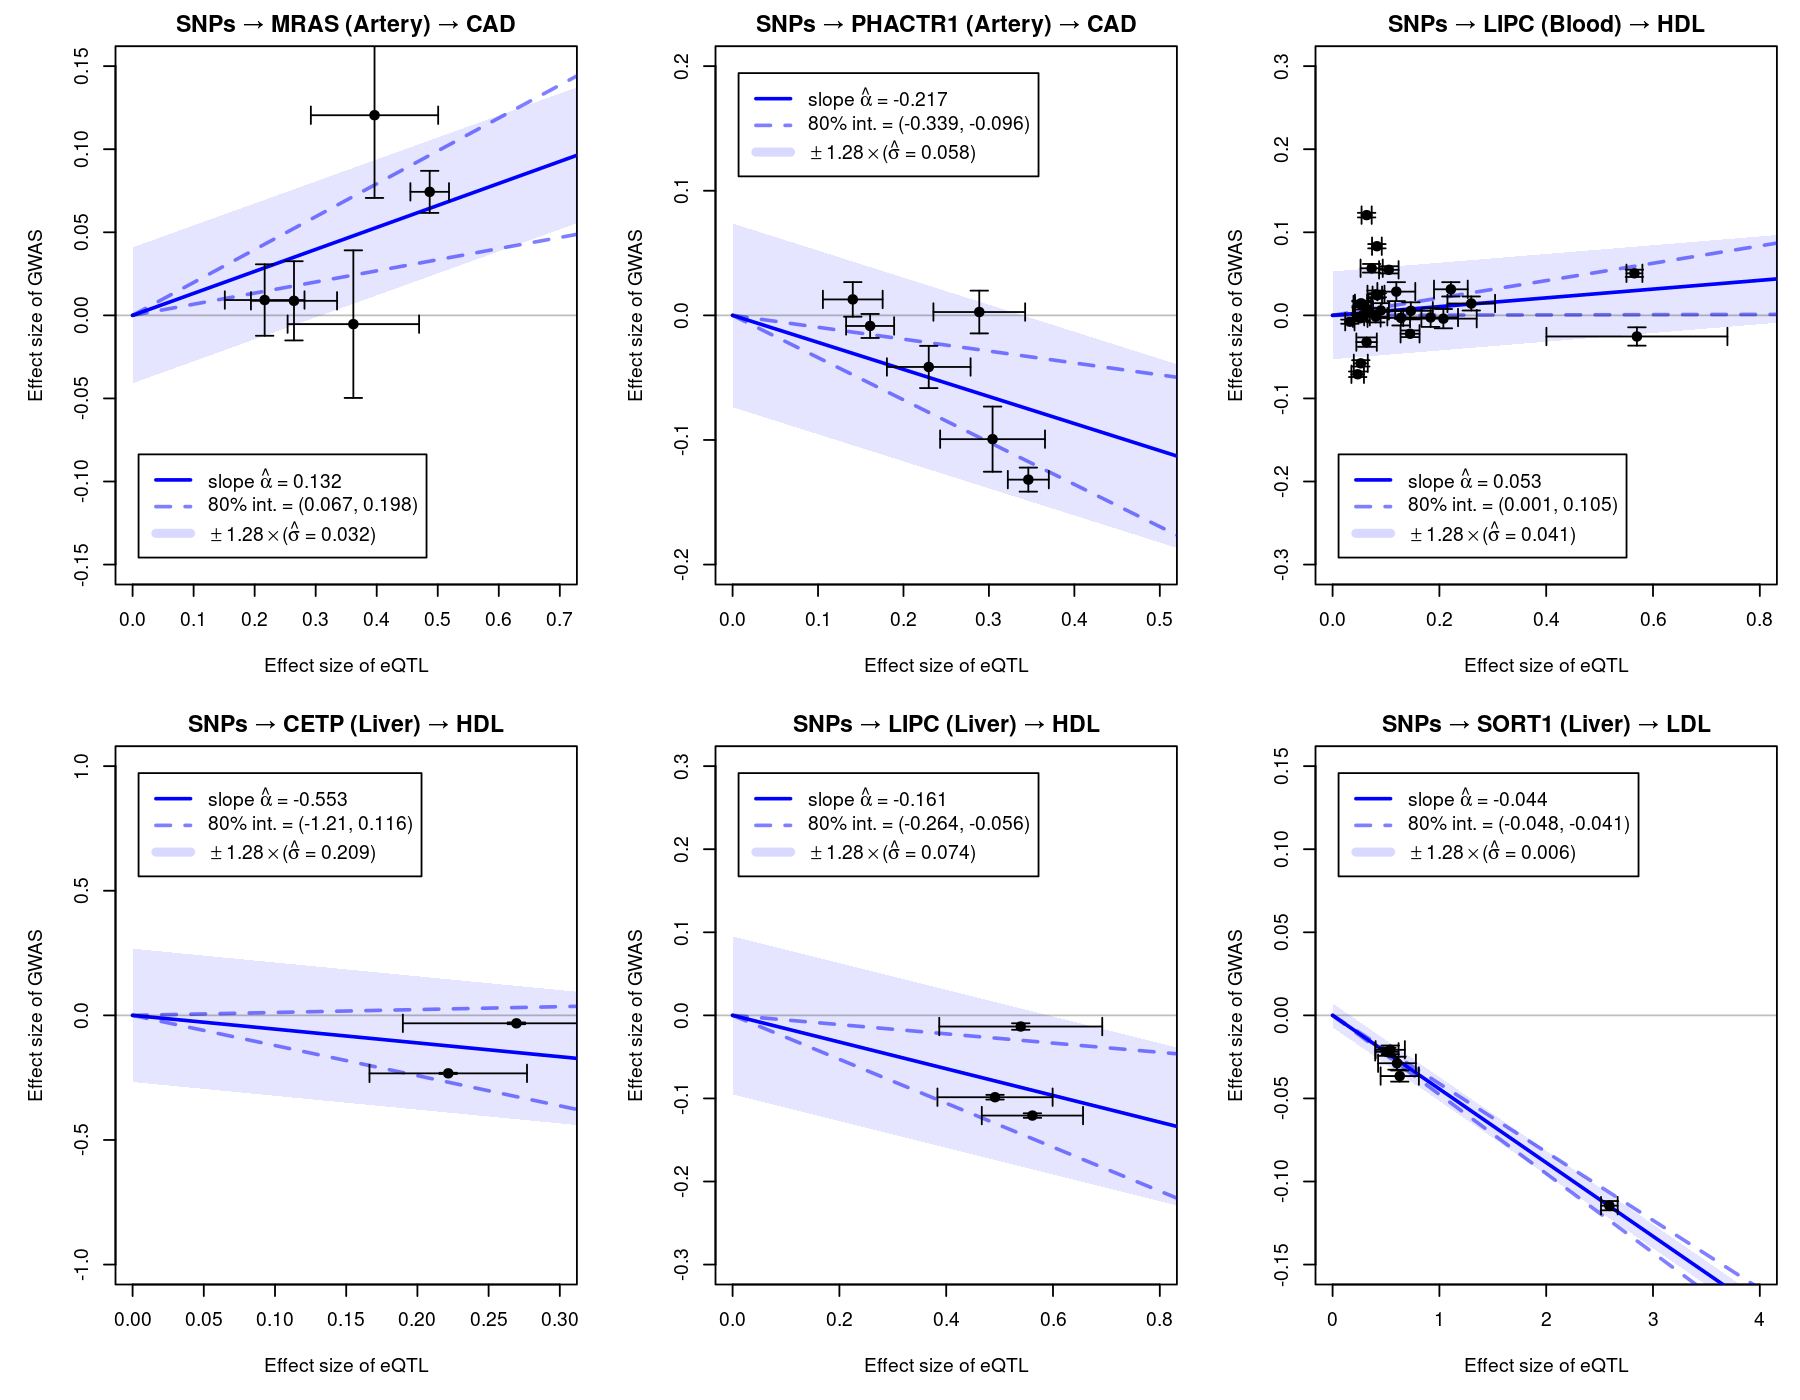 SNPs → MRAS (Artery) → CAD
Effect size of GWAS
0.15
0.10
0.05
0.00
-0.05
-0.10
-0.15
slope α̂ = 0.132
80% int. = (0.067, 0.198)
± 1.28 × (σ̂ = 0.032)
0.0 0.1 0.2 0.3 0.4 0.5 0.6 0.7
Effect size of eQTL
SNPs → PHACTR1 (Artery) → CAD
Effect size of GWAS
0.2
0.1
0.0
-0.1
-0.2
slope α̂ = -0.217
80% int. = (-0.339, -0.096)
± 1.28 × (σ̂ = 0.058)
0.0 0.1 0.2 0.3 0.4 0.5
Effect size of eQTL
SNPs → LIPC (Blood) → HDL
Effect size of GWAS
0.3
0.2
0.1
0.0
-0.1
-0.2
-0.3
slope α̂ = 0.053
80% int. = (0.001, 0.105)
± 1.28 × (σ̂ = 0.041)
0.0 0.2 0.4 0.6 0.8
Effect size of eQTL
SNPs → CETP (Liver) → HDL
Effect size of GWAS
1.0
0.5
0.0
-0.5
-1.0
slope α̂ = -0.553
80% int. = (-1.21, 0.116)
± 1.28 × (σ̂ = 0.209)
0.00 0.05 0.10 0.15 0.20 0.25 0.30
Effect size of eQTL
SNPs → LIPC (Liver) → HDL
Effect size of GWAS
0.3
0.2
0.1
0.0
-0.1
-0.2
-0.3
slope α̂ = -0.161
80% int. = (-0.264, -0.056)
± 1.28 × (σ̂ = 0.074)
0.0 0.2 0.4 0.6 0.8
Effect size of eQTL
SNPs → SORT1 (Liver) → LDL
Effect size of GWAS
0.15
0.10
0.05
0.00
-0.05
-0.10
-0.15
slope α̂ = -0.044
80% int. = (-0.048, -0.041)
± 1.28 × (σ̂ = 0.006)
0 1 2 3 4
Effect size of eQTL